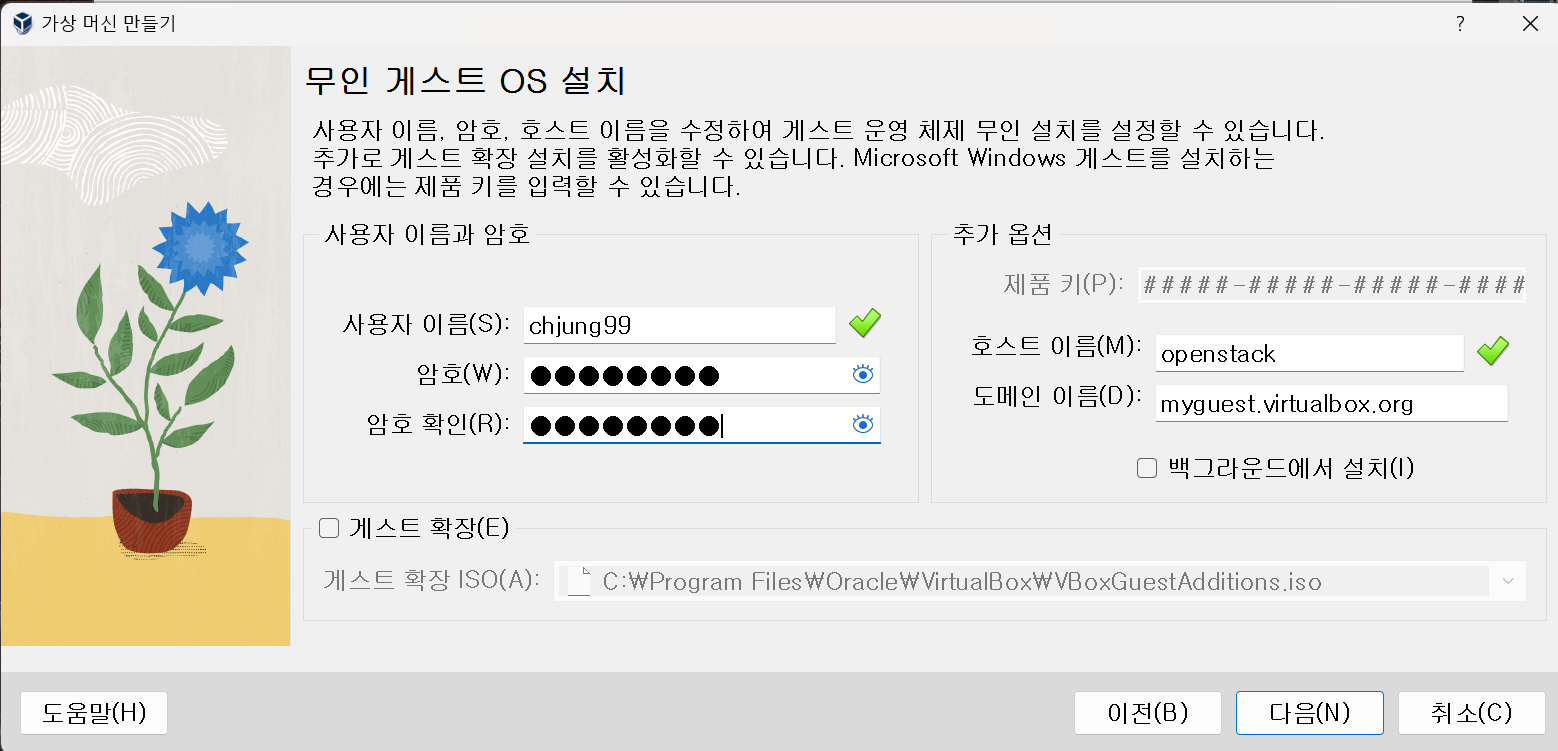 가상 머신 만들기
?
무인 게스트 OS 설치
사용자 이름, 암호, 호스트 이름을 수정하여 게스트 운영 체제 무인 설치를 설정할 수 있습니다.
추가로 게스트 확장 설치를 활성화할 수 있습니다. Microsoft Windows 게스트를 설치하는
경우에는 제품 키를 입력할 수 있습니다.
사용자 이름과 암호
사용자 이름(S): chjung99
암호(W): ●●●●●●●●
암호 확인(R): ●●●●●●●●
추가 옵션
제품 키(P): #####-#####-#####-####
호스트 이름(M): openstack
도메인 이름(D): myguest.virtualbox.org
백그라운드에서 설치(I)
게스트 확장(E)
게스트 확장 ISO(A): C:₩Program Files₩Oracle₩VirtualBox₩VBoxGuestAdditions.iso
도움말(H) 이전(B) 다음(N) 취소(C)